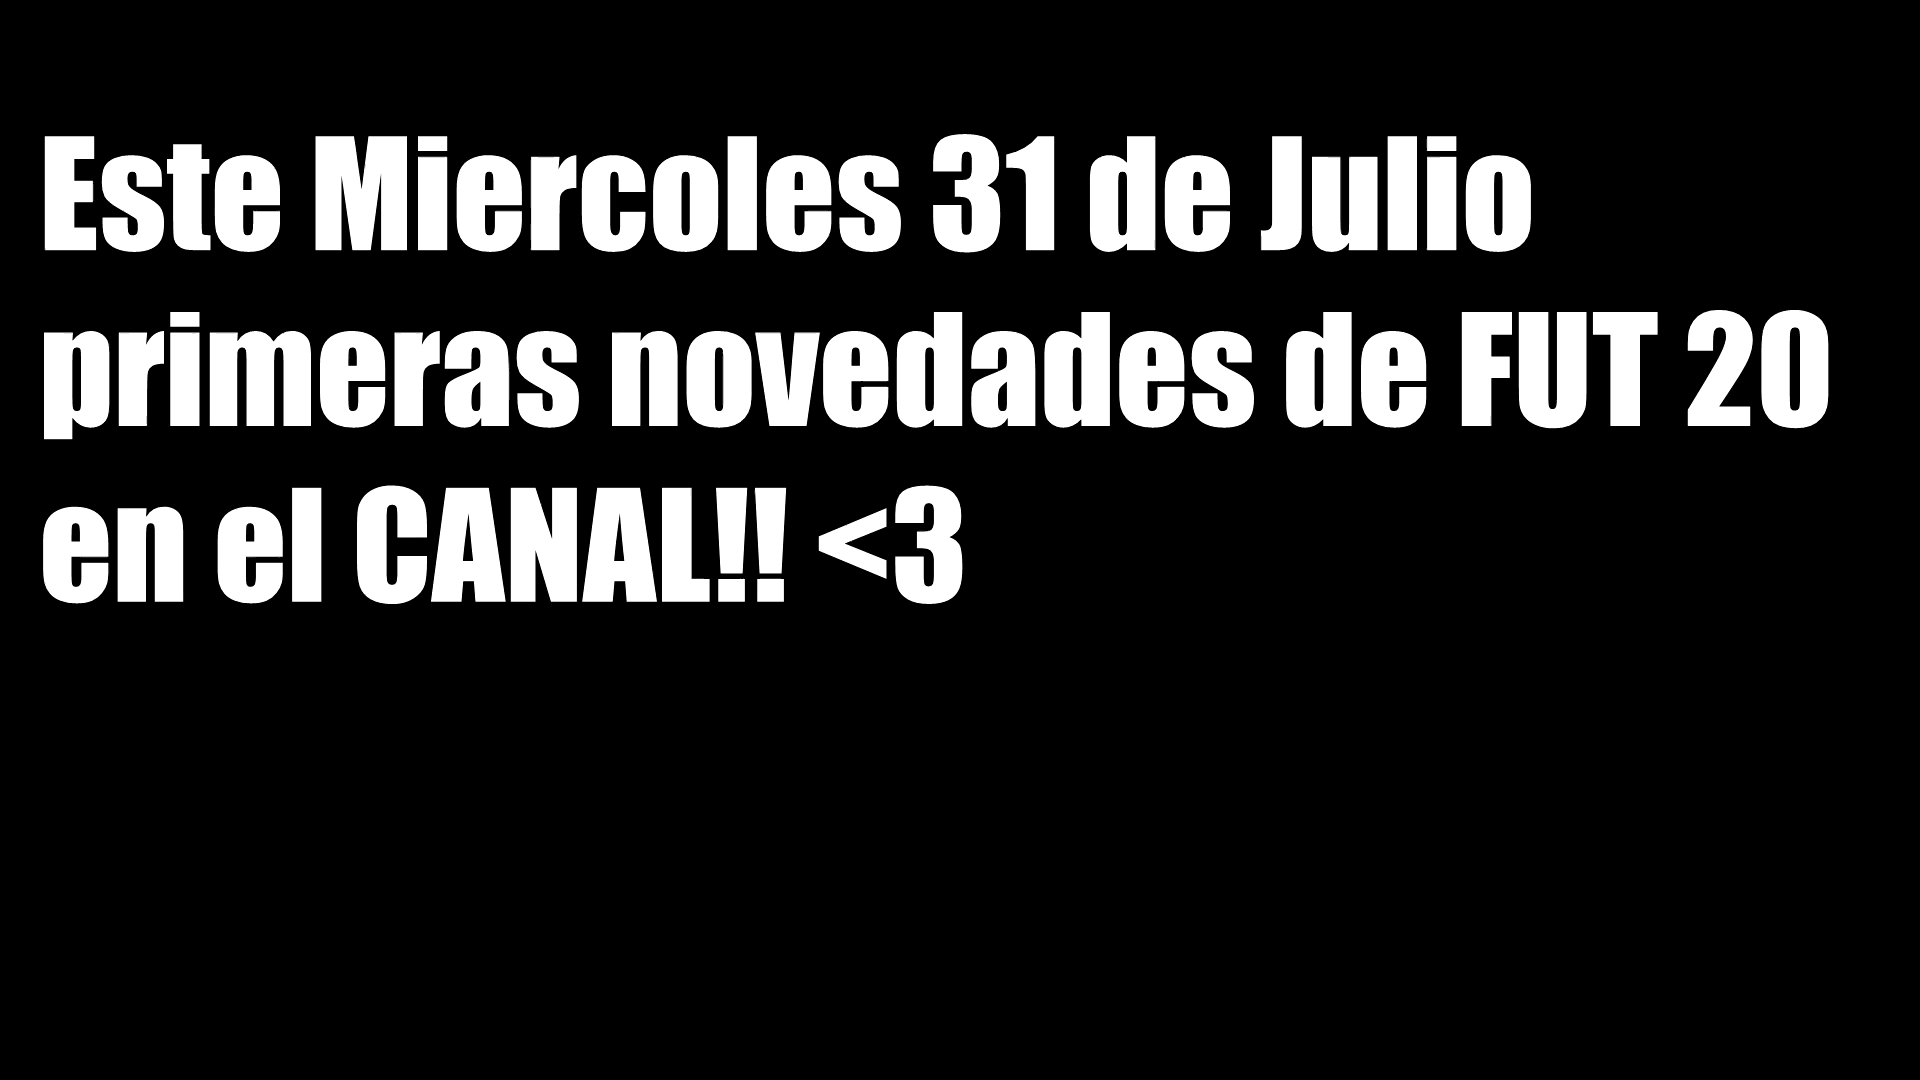 Este Miercoles 31 de Julio
primeras novedades de FUT 20
en el CANAL!! <3